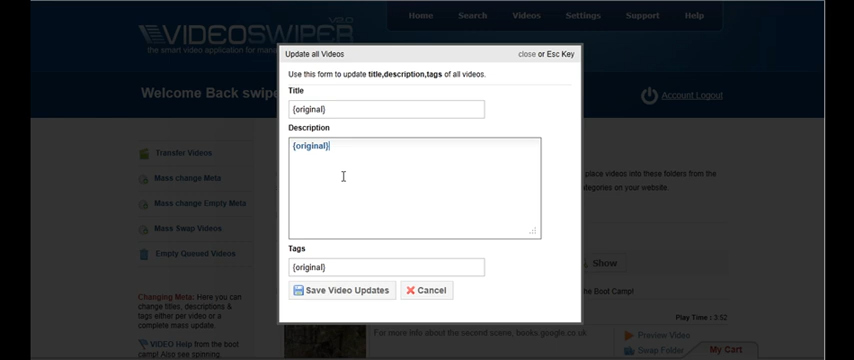 VIDEOSWIPER V3.0
the smart video application for mana
Home Search Videos Settings Support Help
Update all Videos close or Esc Key
Use this form to update title,description,tags of all videos.
Title
{original}
Description
{original}
Tags
{original}
Save Video Updates Cancel
Welcome Back swipe
Account Logout
Transfer Videos
Mass change Meta
Mass change Empty Meta
Mass Swap Videos
Empty Queued Videos
place videos into these folders from the
degories on your website.
Show
Changing Meta: Here you can
change titles, descriptions &
tags either per video or a
complete mass update.
VIDEO Help from the boot
camp! Also see spinning.
he Boot Camp!
Play Time : 3:52
For more info about the second scene, books.google.co.uk
Preview Video
Swap Folder
My Cart